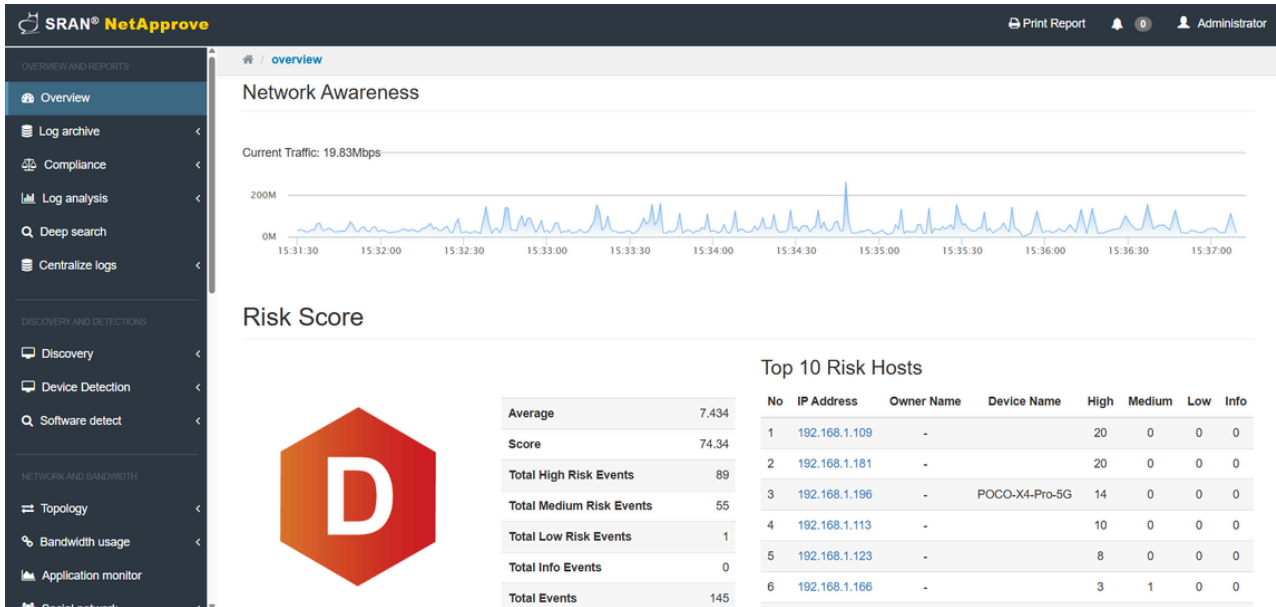 SRAN® NetApprove
Print Report
0
Administrator
OVERVIEW AND REPORTS
Overview
Log archive
Compliance
Log analysis
Deep search
Centralize logs
DISCOVERY AND DETECTIONS
Discovery
Device Detection
Software detect
NETWORK AND BANDWIDTH
Topology
Bandwidth usage
Application monitor
Social network
/ overview
Network Awareness
Current Traffic: 19.83Mbps
200M
0M
15:31:30 15:32:00 15:32:30 15:33:00 15:33:30 15:34:00 15:34:30 15:35:00 15:35:30 15:36:00 15:36:30 15:37:00
Risk Score
D
Average 7.434
Score 74.34
Total High Risk Events 89
Total Medium Risk Events 55
Total Low Risk Events 1
Total Info Events 0
Total Events 145
Top 10 Risk Hosts
No IP Address Owner Name Device Name High Medium Low Info
1 192.168.1.109 - 20 0 0 0
2 192.168.1.181 - 20 0 0 0
3 192.168.1.196 - POCO-X4-Pro-5G 14 0 0 0
4 192.168.1.113 - 10 0 0 0
5 192.168.1.123 - 8 0 0 0
6 192.168.1.166 - 3 1 0 0